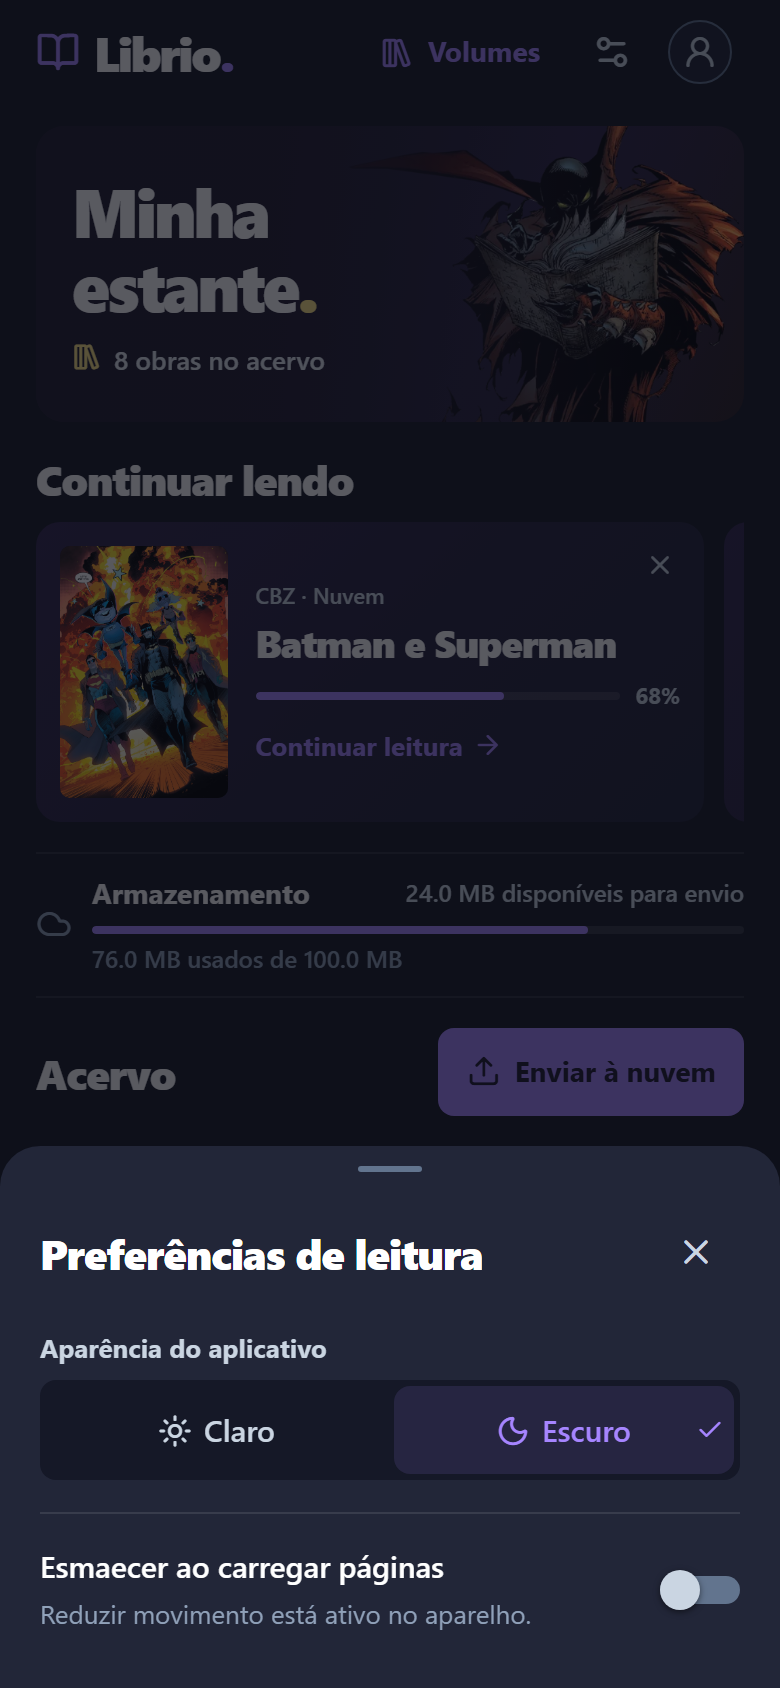 Librio.
Volumes
Minha
estante.
8 obras no acervo
Continuar lendo
CBZ · Nuvem
Batman e Superman
68%
Continuar leitura
Armazenamento
24.0 MB disponíveis para envio
76.0 MB usados de 100.0 MB
Acervo
Enviar à nuvem
Preferências de leitura
Aparência do aplicativo
Claro
Escuro
Esmaecer ao carregar páginas
Reduzir movimento está ativo no aparelho.